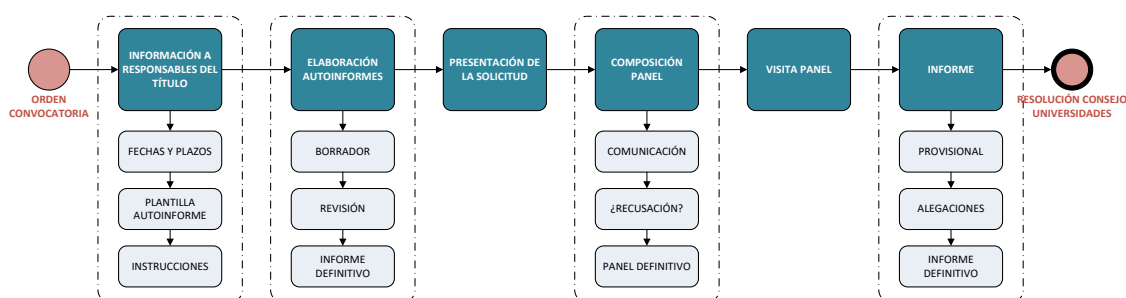 ORDEN
CONVOCATORIA
INFORMACIÓN A
RESPONSABLES DEL
TÍTULO
FECHAS Y PLAZOS
PLANTILLA
AUTOINFORME
INSTRUCCIONES
ELABORACIÓN
AUTOINFORMES
BORRADOR
REVISIÓN
INFORME
DEFINITIVO
PRESENTACIÓN DE
LA SOLICITUD
COMPOSICIÓN
PANEL
COMUNICACIÓN
¿RECUSACIÓN?
PANEL DEFINITIVO
VISITA PANEL
INFORME
PROVISIONAL
ALEGACIONES
INFORME
DEFINITIVO
RESOLUCIÓN CONSEJO
UNIVERSIDADES